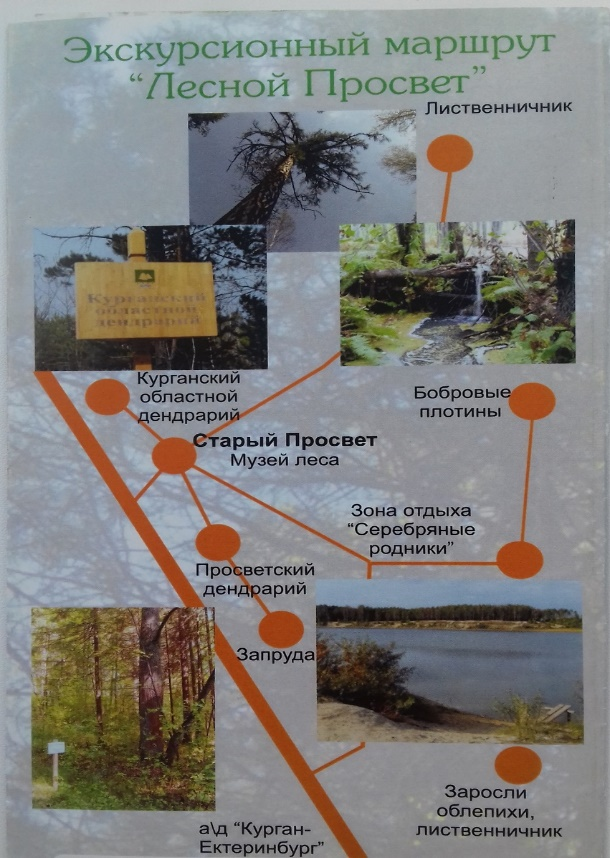 Экскурсионный маршрут
“Лесной Просвет”
Лиственничник
Курганский
областной
дендрарий
Курганский
областной
дендрарий
Бобровые
плотины
Старый Просвет
Музей леса
Зона отдыха
“Серебряные
родники”
Просветский
дендрарий
Запруда
Заросли
облепихи,
лиственничник
а\д “Курган-
Ектеринбург”